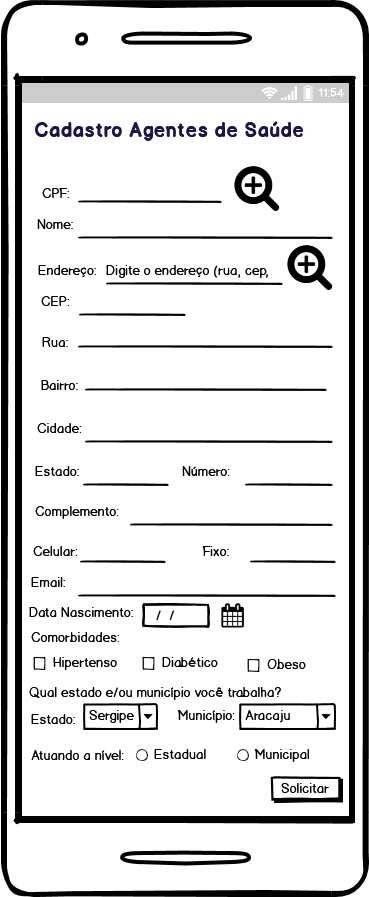 11:54
Cadastro Agentes de Saúde
CPF:
Nome:
Endereço: Digite o endereço (rua, cep,
CEP:
Rua:
Bairro:
Cidade:
Estado: Número:
Complemento:
Celular: Fixo:
Email:
Data Nascimento: / /
Comorbidades:
Hipertenso Diabético Obeso
Qual estado e/ou município você trabalha?
Estado: Sergipe Município: Aracaju
Atuando a nível: Estadual Municipal
Solicitar